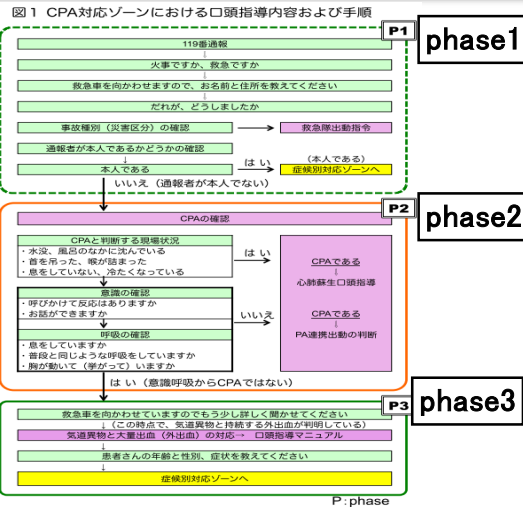 図1 CPA対応ゾーンにおける口頭指導内容および手順
P1
phase1
119番通報
↓
火事ですか、救急ですか
↓
救急車を向かわせますので、お名前と住所を教えてください
↓
だれが、どうしましたか
事故種別（災害区分）の確認 → 救急隊出動指令
通報者が本人であるかどうかの確認
↓
はい （本人である）
本人である → 症候別対応ゾーンへ
いいえ（通報者が本人でない）
P2
phase2
CPAの確認
CPAと判断する現場状況
・水没、風呂のなかに沈んでいる
・首を吊った、喉が詰まった
・息をしていない、冷たくなっている
はい
意識の確認
・呼びかけて反応はありますか
・お話ができますか
いいえ
呼吸の確認
・息をしていますか
・普段と同じような呼吸をしていますか
・胸が動いて（挙がって）いますか
CPAである
↓
心肺蘇生口頭指導
CPAである
↓
PA連携出動の判断
はい（意識呼吸からCPAではない）
P3
phase3
救急車を向かわせていますのでもう少し詳しく聞かせてください
↓（この時点で、気道異物と持続する外出血が判明している）
気道異物と大量出血（外出血）の対応→ 口頭指導マニュアル
↓
患者さんの年齢と性別、症状を教えてください
↓
症候別対応ゾーンへ
P:phase